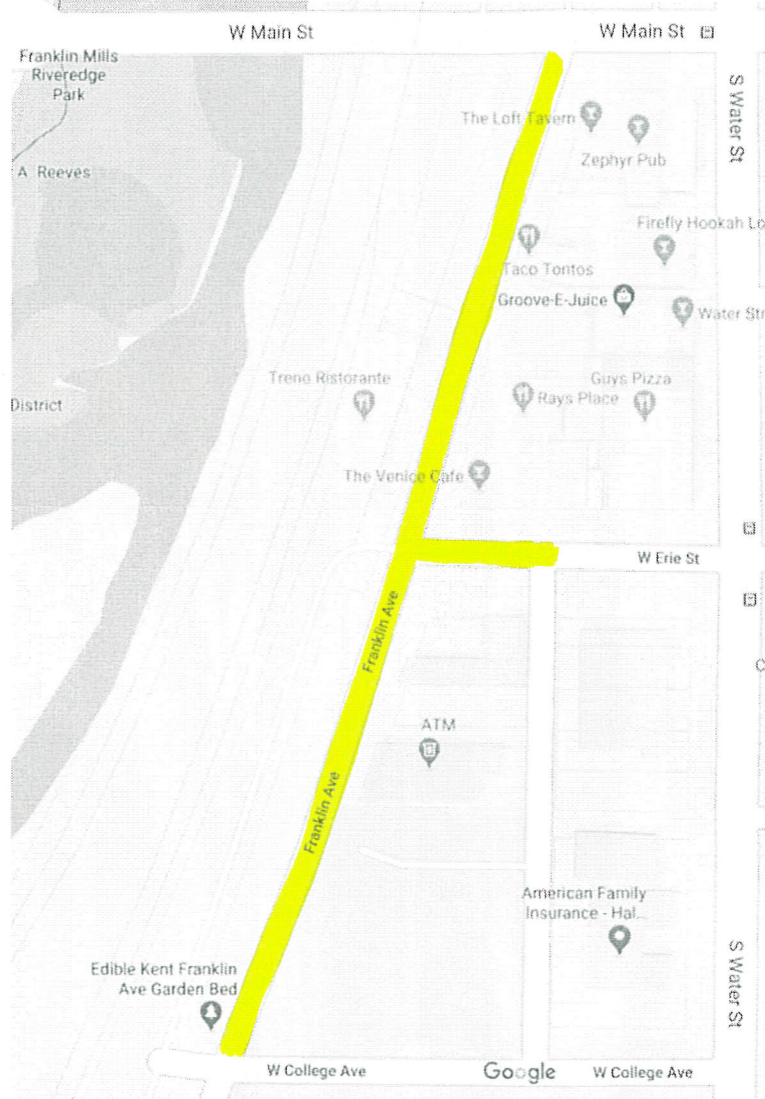 W Main St
W Main St
Franklin Mills
Riveredge
Park
S Water St
The Loft Tavern
Zephyr Pub
A. Reeves
Firefly Hookah Lo
Taco Tontos
Groove-E-Juice
Water Str
Treno Ristorante
Guys Pizza
District
Rays Place
The Venice Cafe
W Erie St
Franklin Ave
C
ATM
Franklin Ave
American Family
Insurance - Hal...
Edible Kent Franklin
Ave Garden Bed
S Water St
W College Ave
Google
W College Ave